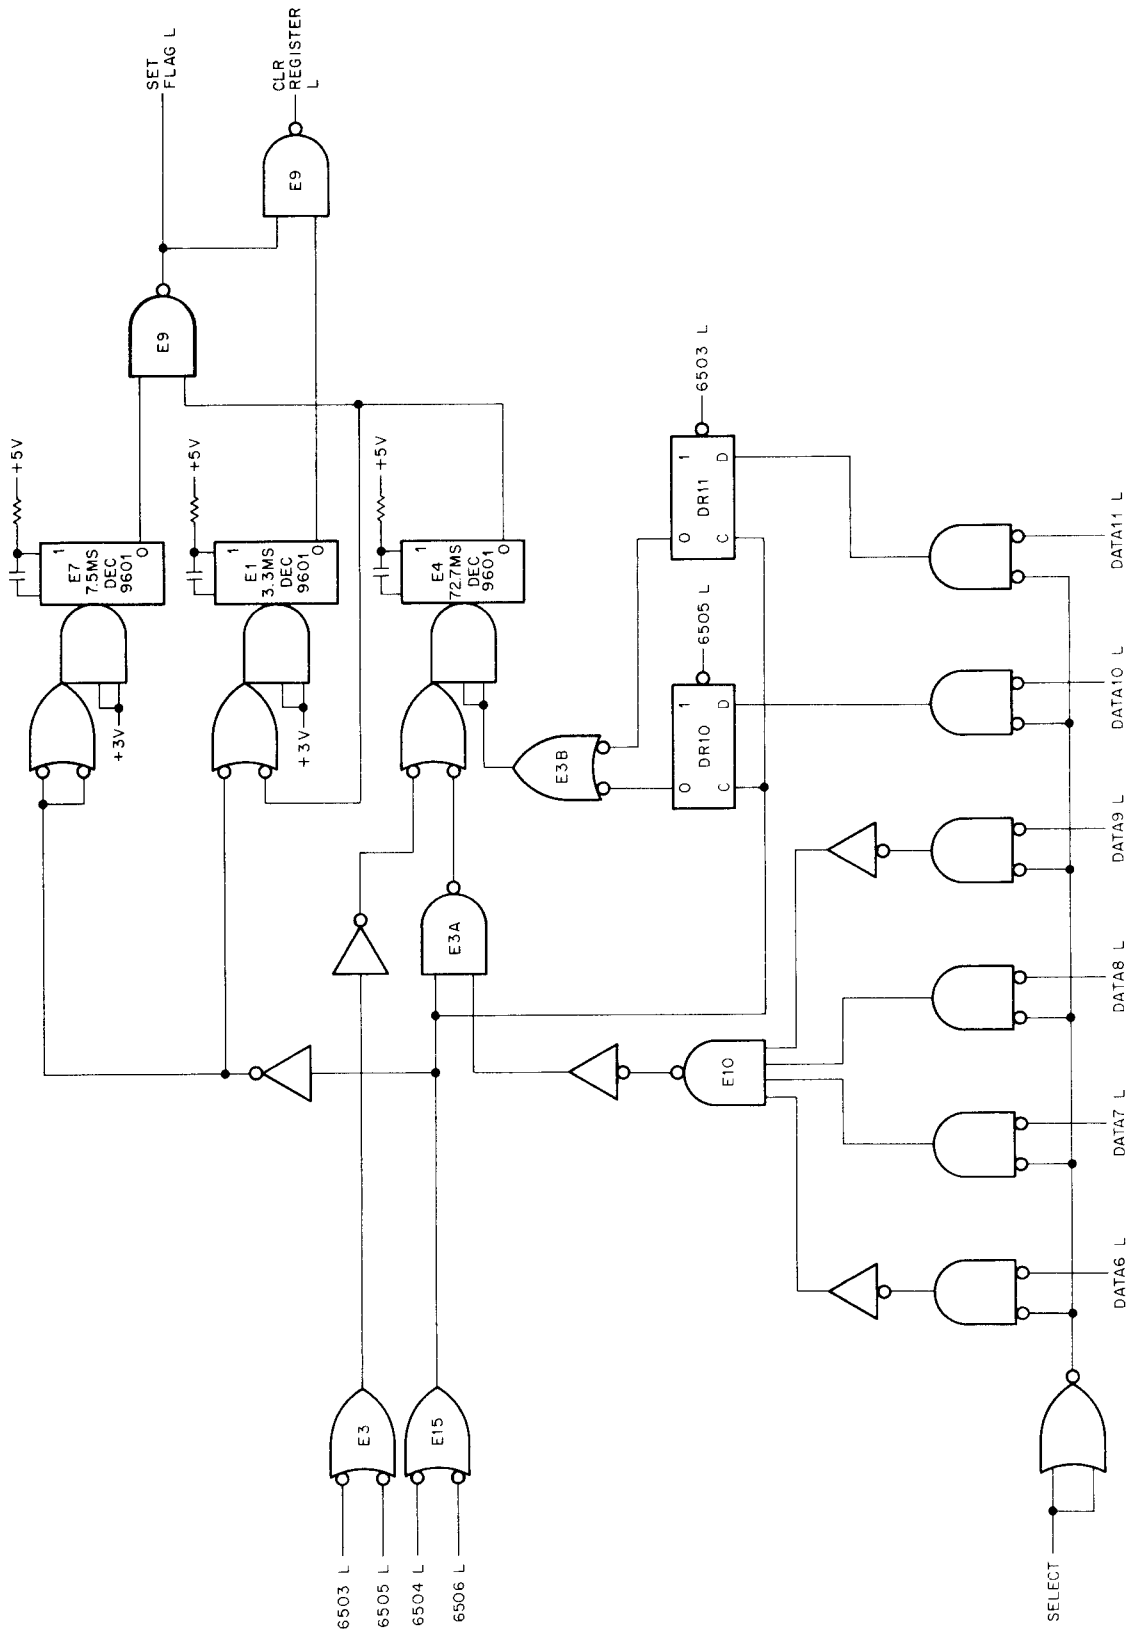 SET
FLAG L
CLR
REGISTER
L
E9
E9
+5V
1
E7
7.5MS
DEC
9601
0
+3V
+5V
1
E1
3.3MS
DEC
9601
0
+3V
+5V
1
E4
72.7MS
DEC
9601
0
6503 L
0
1
DR11
C
D
6505 L
0
1
DR10
C
D
E3B
E3A
E10
E3
E15
6503 L
6505 L
6504 L
6506 L
SELECT
DATA6 L
DATA7 L
DATA8 L
DATA9 L
DATA10 L
DATA11 L